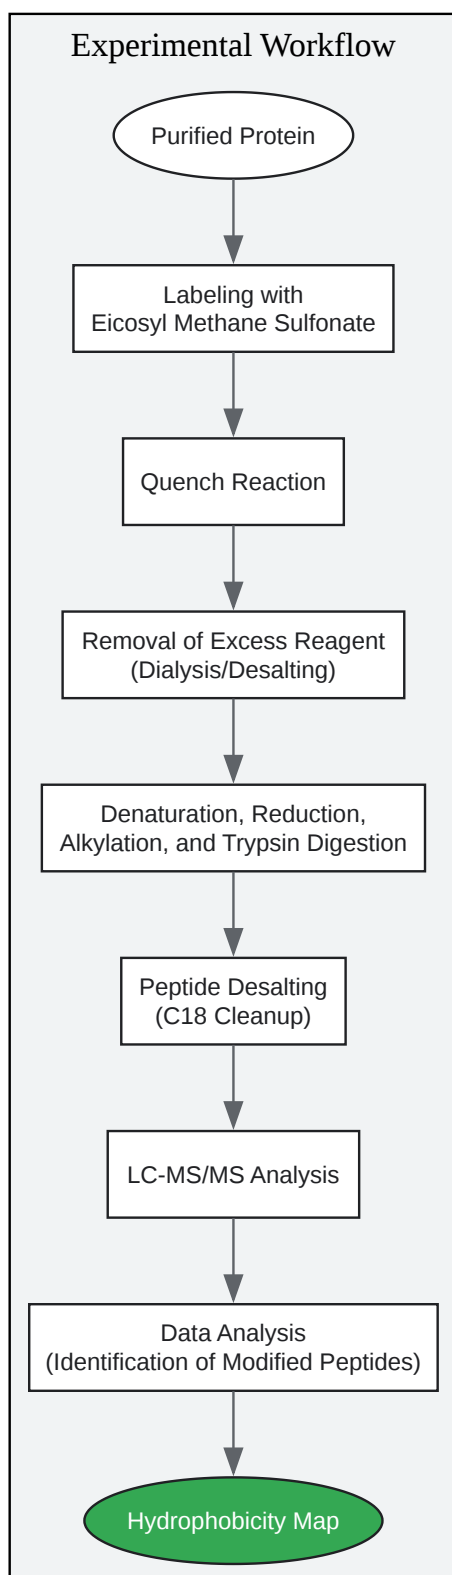 Experimental Workflow
Purified Protein
Labeling with
Eicosyl Methane Sulfonate
Quench Reaction
Removal of Excess Reagent
(Dialysis/Desalting)
Denaturation, Reduction,
Alkylation, and Trypsin Digestion
Peptide Desalting
(C18 Cleanup)
LC-MS/MS Analysis
Data Analysis
(Identification of Modified Peptides)
Hydrophobicity Map